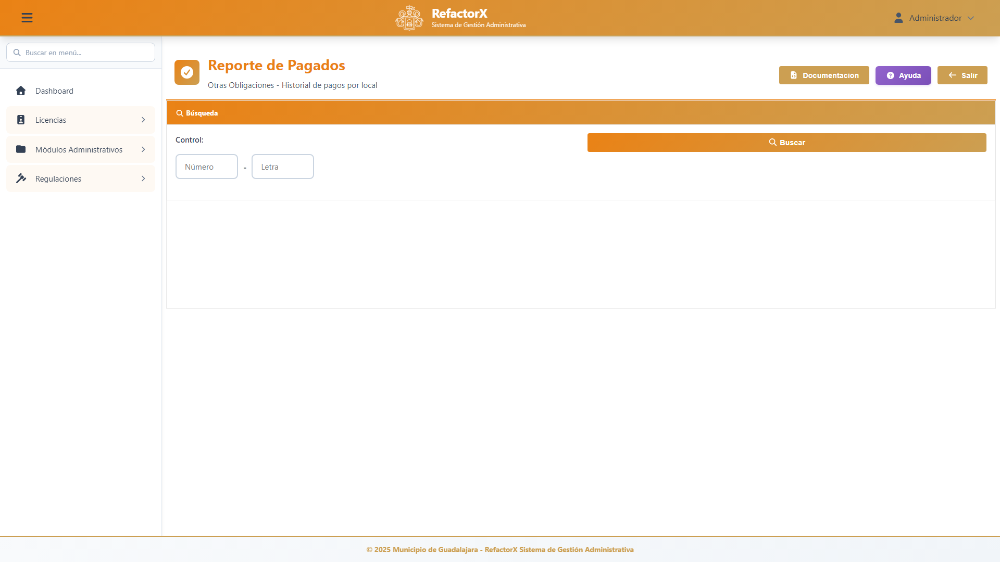 RefactorX
Sistema de Gestión Administrativa
Administrador
Buscar en menú...
Dashboard
Licencias
Módulos Administrativos
Regulaciones
Reporte de Pagados
Otras Obligaciones - Historial de pagos por local
Documentacion
Ayuda
Salir
Búsqueda
Control:
Número
-
Letra
Buscar
© 2025 Municipio de Guadalajara - RefactorX Sistema de Gestión Administrativa